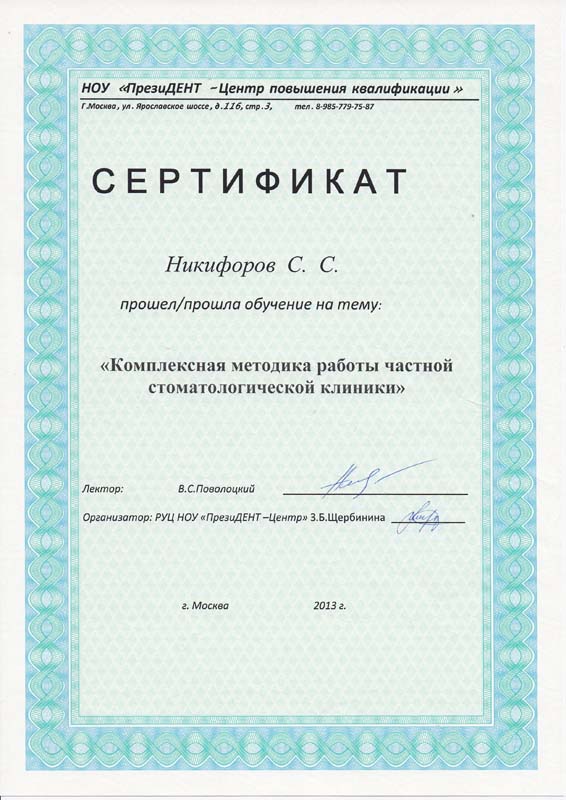 НОУ «ПрезиДЕНТ –Центр повышения квалификации»
Г.Москва, ул. Ярославское шоссе, д.116, стр.3, тел. 8-985-779-75-87
СЕРТИФИКАТ
Никифоров С. С.
прошел/прошла обучение на тему:
«Комплексная методика работы частной
стоматологической клиники»
Лектор: В.С.Поволоцкий
Организатор: РУЦ НОУ «ПрезиДЕНТ –Центр» З.Б.Щербинина
г. Москва 2013 г.